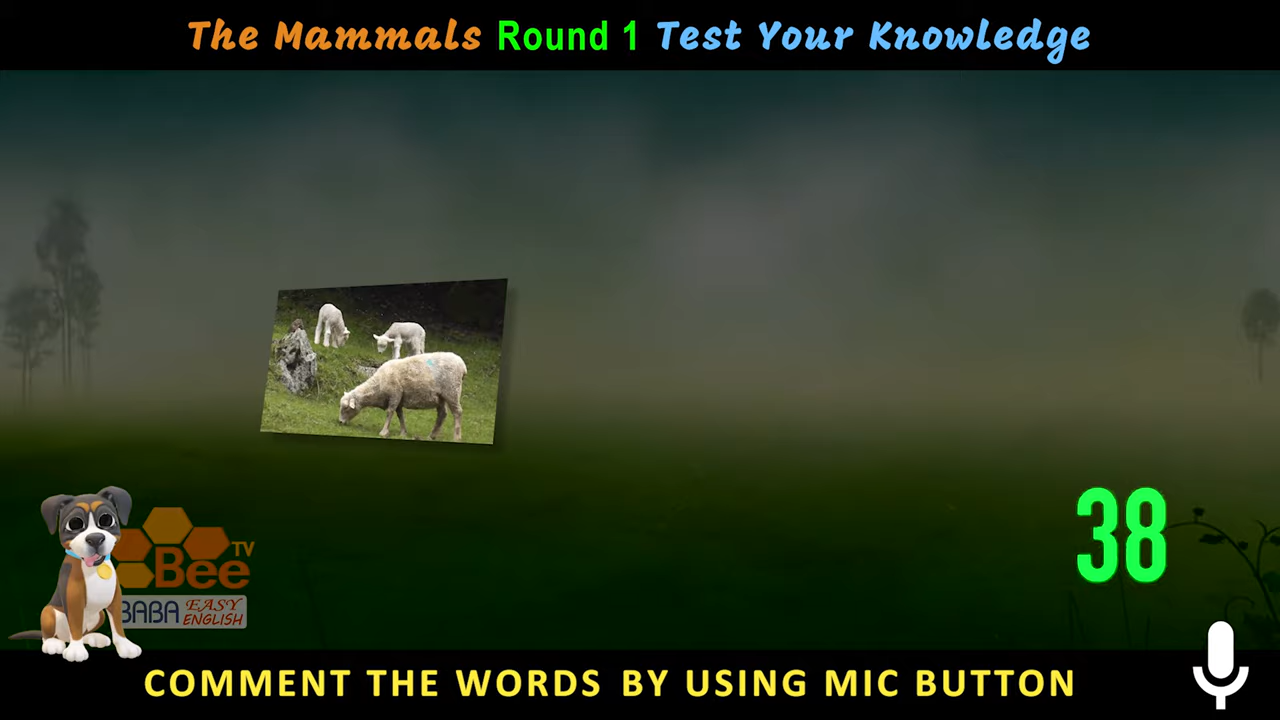 The Mammals Round 1 Test Your Knowledge
38
Bee TV
BABA EASY ENGLISH
COMMENT THE WORDS BY USING MIC BUTTON